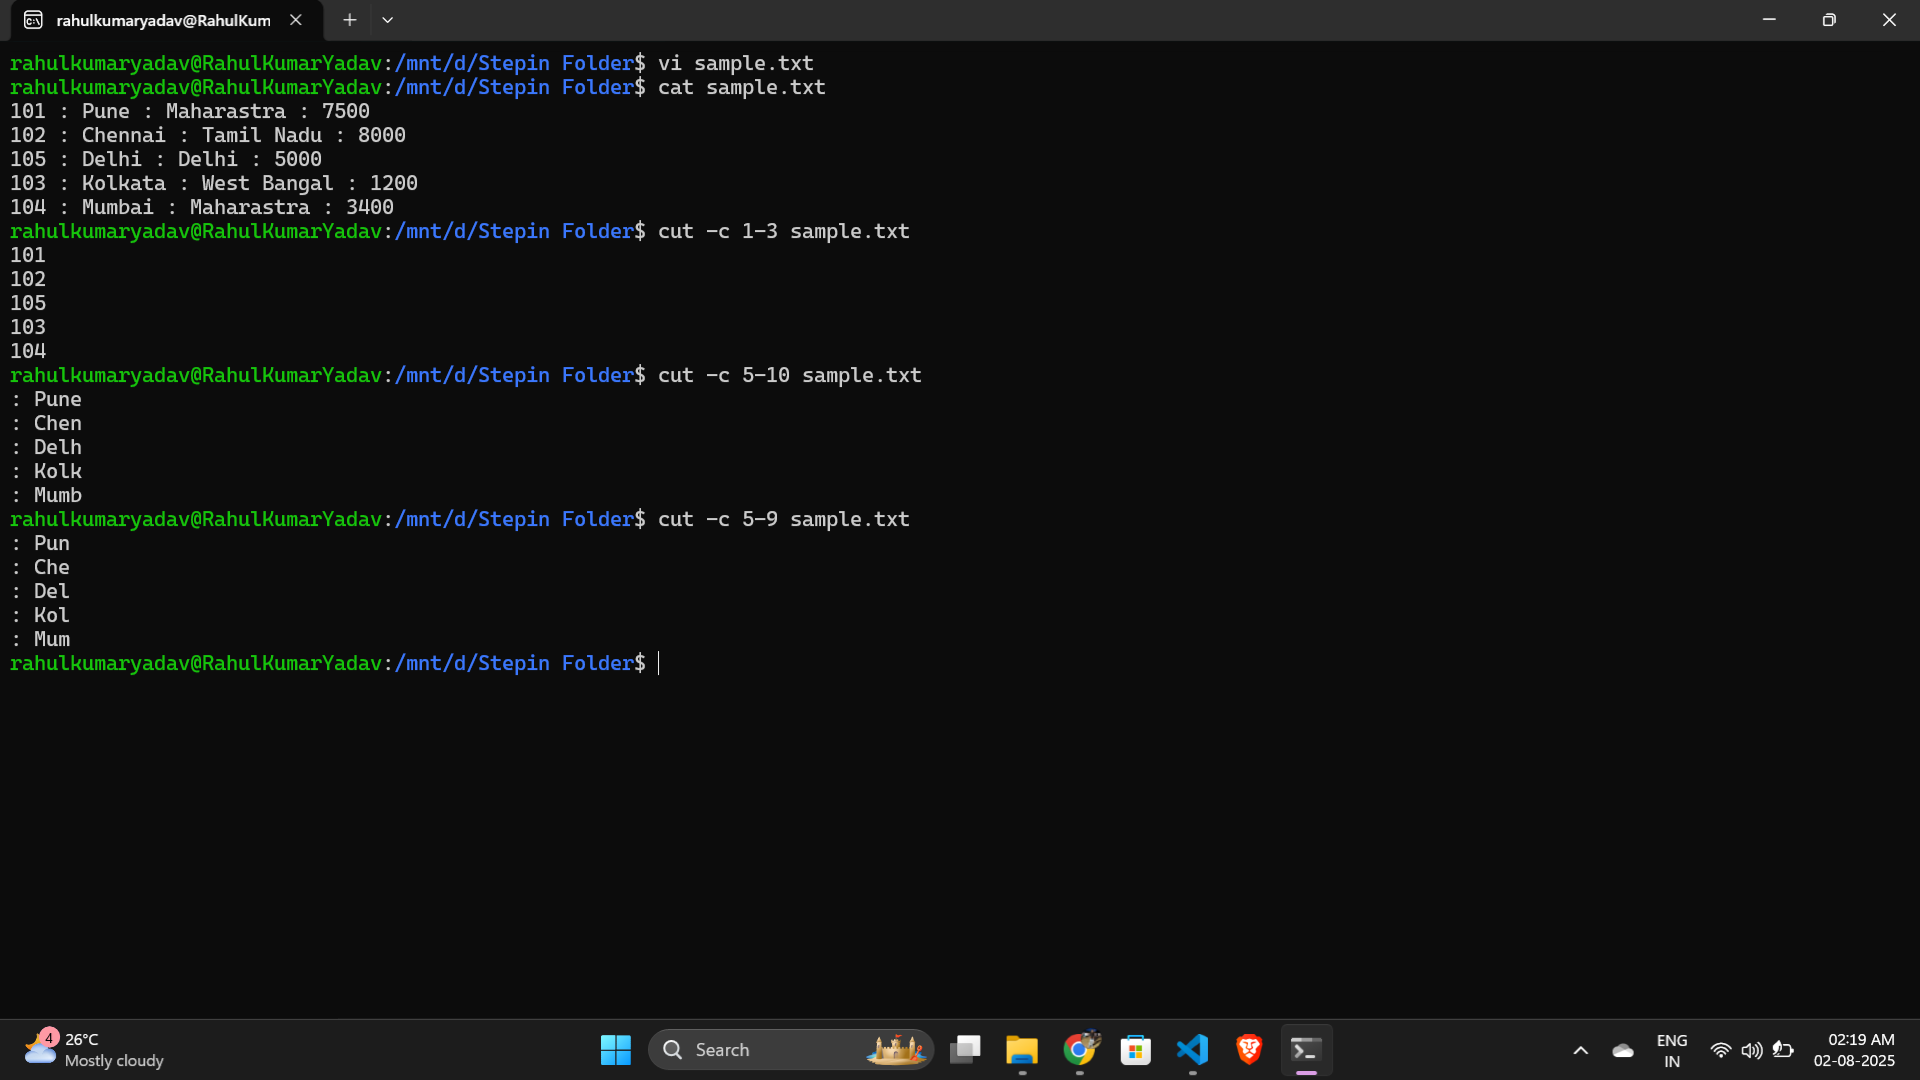 rahulkumaryadav@RahulKum
rahulkumaryadav@RahulKumarYadav:/mnt/d/Stepin Folder$ vi sample.txt
rahulkumaryadav@RahulKumarYadav:/mnt/d/Stepin Folder$ cat sample.txt
101 : Pune : Maharastra : 7500
102 : Chennai : Tamil Nadu : 8000
105 : Delhi : Delhi : 5000
103 : Kolkata : West Bangal : 1200
104 : Mumbai : Maharastra : 3400
rahulkumaryadav@RahulKumarYadav:/mnt/d/Stepin Folder$ cut -c 1-3 sample.txt
101
102
105
103
104
rahulkumaryadav@RahulKumarYadav:/mnt/d/Stepin Folder$ cut -c 5-10 sample.txt
: Pune
: Chen
: Delh
: Kolk
: Mumb
rahulkumaryadav@RahulKumarYadav:/mnt/d/Stepin Folder$ cut -c 5-9 sample.txt
: Pun
: Che
: Del
: Kol
: Mum
rahulkumaryadav@RahulKumarYadav:/mnt/d/Stepin Folder$
4
26°C
Mostly cloudy
Search
ENG
IN
02:19 AM
02-08-2025